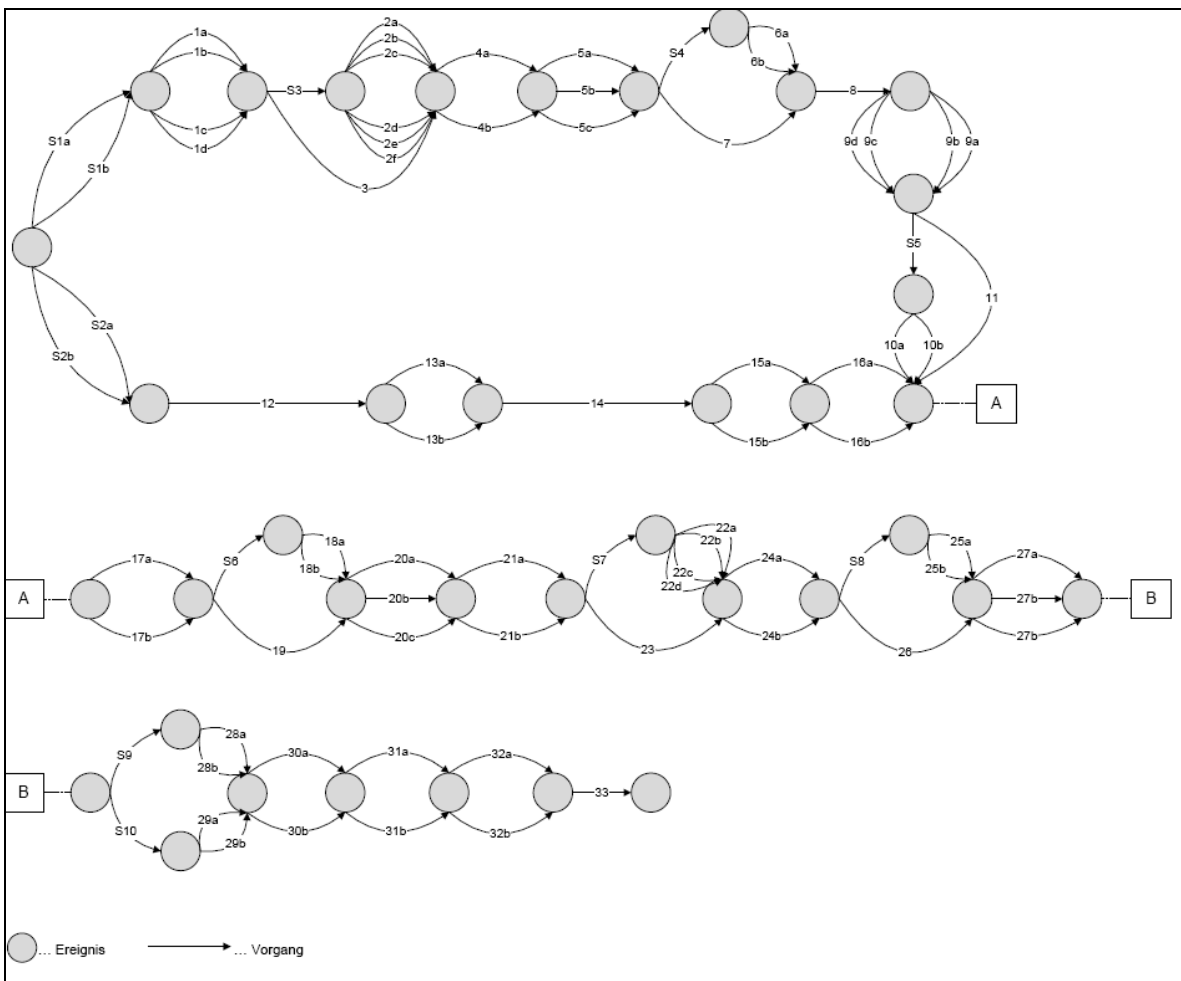 1a
1b
1c
1d
S1a
S1b
S2a
S2b
S3
2a
2b
2c
2d
2e
2f
3
4a
4b
5a
5b
5c
S4
6a
6b
7
8
9d
9c
9b
9a
S5
11
10a
10b
12
13a
13b
14
15a
15b
16a
16b
A
A
17a
17b
S6
18a
18b
19
20a
20b
20c
21a
21b
S7
22a
22b
22c
22d
23
24a
24b
S8
25a
25b
26
27a
27b
27b
B
B
S9
28a
28b
S10
29a
29b
30a
30b
31a
31b
32a
32b
33
... Ereignis
... Vorgang